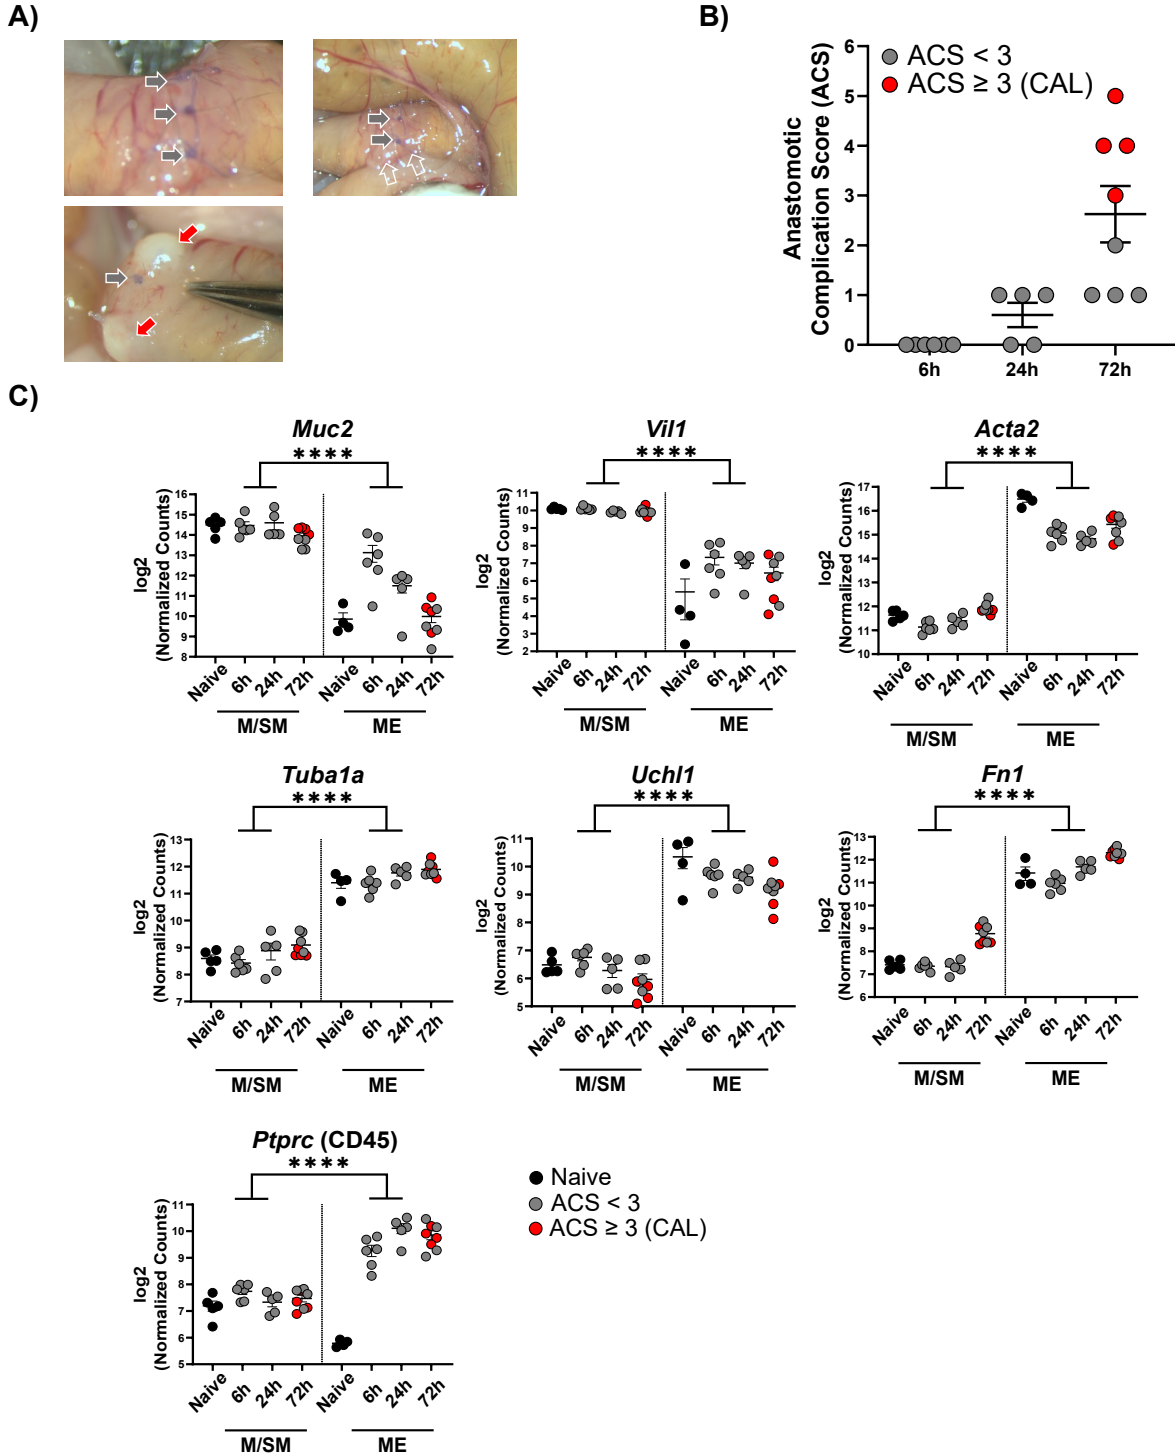 A)
B)
Anastomotic
Complication Score (ACS)
6
5
4
3
2
1
0
ACS < 3
ACS ≥ 3 (CAL)
6h
24h
72h
C)
Muc2
****
log2
(Normalized Counts)
16
15
14
13
12
11
10
9
8
Naive
6h
24h
72h
Naive
6h
24h
72h
M/SM
ME
Vil1
****
log2
(Normalized Counts)
11
10
9
8
7
6
5
4
3
2
Naive
6h
24h
72h
Naive
6h
24h
72h
M/SM
ME
Acta2
****
log2
(Normalized Counts)
17
16
15
14
13
12
11
10
Naive
6h
24h
72h
Naive
6h
24h
72h
M/SM
ME
Tuba1a
****
log2
(Normalized Counts)
13
12
11
10
9
8
7
Naive
6h
24h
72h
Naive
6h
24h
72h
M/SM
ME
Uchl1
****
log2
(Normalized Counts)
11
10
9
8
7
6
5
Naive
6h
24h
72h
Naive
6h
24h
72h
M/SM
ME
Fn1
****
log2
(Normalized Counts)
13
12
11
10
9
8
7
6
Naive
6h
24h
72h
Naive
6h
24h
72h
M/SM
ME
Ptprc (CD45)
****
log2
(Normalized Counts)
11
10
9
8
7
6
5
Naive
6h
24h
72h
Naive
6h
24h
72h
M/SM
ME
Naive
ACS < 3
ACS ≥ 3 (CAL)